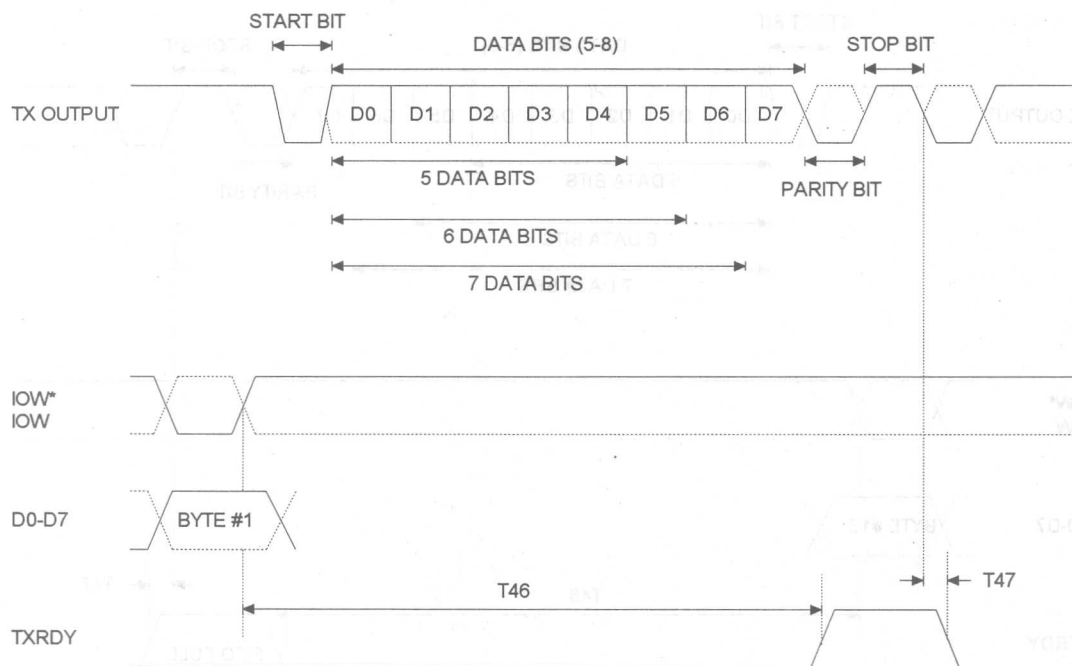 START BIT
DATA BITS (5-8)
STOP BIT
TX OUTPUT
D0 D1 D2 D3 D4 D5 D6 D7
5 DATA BITS
PARITY BIT
6 DATA BITS
7 DATA BITS
IOW*
IOW
D0-D7
BYTE #1
T46
T47
TXRDY